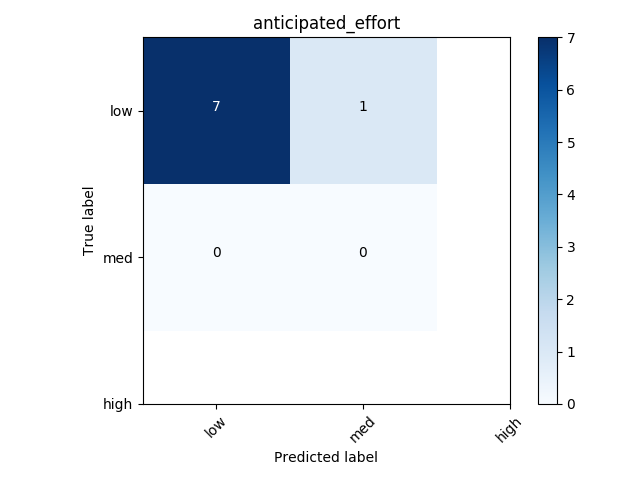 anticipated_effort
7
low
7
1
6
5
True label
4
med
0
0
3
2
1
high
0
low
med
high
Predicted label